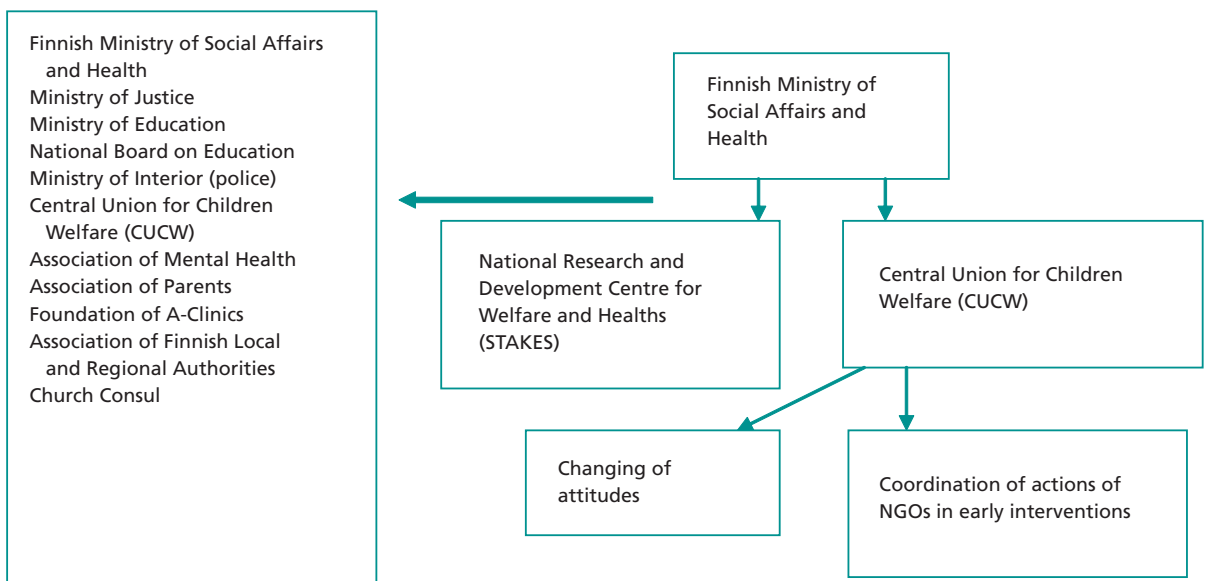 Finnish Ministry of Social Affairs
and Health
Ministry of Justice
Ministry of Education
National Board on Education
Ministry of Interior (police)
Central Union for Children
Welfare (CUCW)
Association of Mental Health
Association of Parents
Foundation of A-Clinics
Association of Finnish Local
and Regional Authorities
Church Consul
Finnish Ministry of
Social Affairs and
Health
National Research and
Development Centre for
Welfare and Healths
(STAKES)
Central Union for Children
Welfare (CUCW)
Changing of
attitudes
Coordination of actions of
NGOs in early interventions